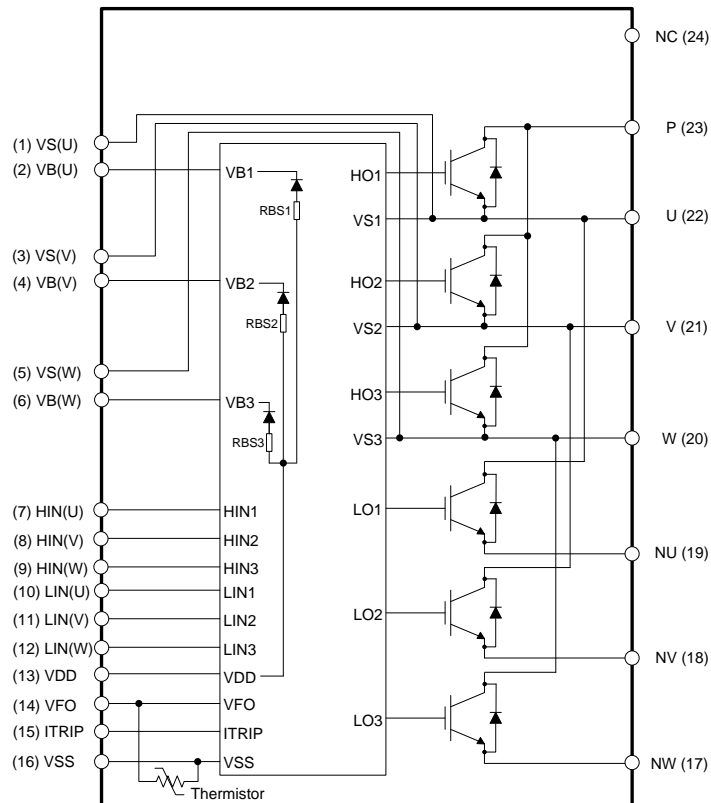 NC (24)
P (23)
(1) VS(U)
(2) VB(U)
VB1
HO1
RBS1
VS1
U (22)
(3) VS(V)
(4) VB(V)
VB2
HO2
RBS2
VS2
V (21)
(5) VS(W)
(6) VB(W)
VB3
HO3
RBS3
VS3
W (20)
(7) HIN(U)
HIN1
LO1
(8) HIN(V)
HIN2
NU (19)
(9) HIN(W)
HIN3
(10) LIN(U)
LIN1
(11) LIN(V)
LIN2
LO2
(12) LIN(W)
LIN3
NV (18)
(13) VDD
VDD
(14) VFO
VFO
LO3
(15) ITRIP
ITRIP
(16) VSS
VSS
NW (17)
Thermistor